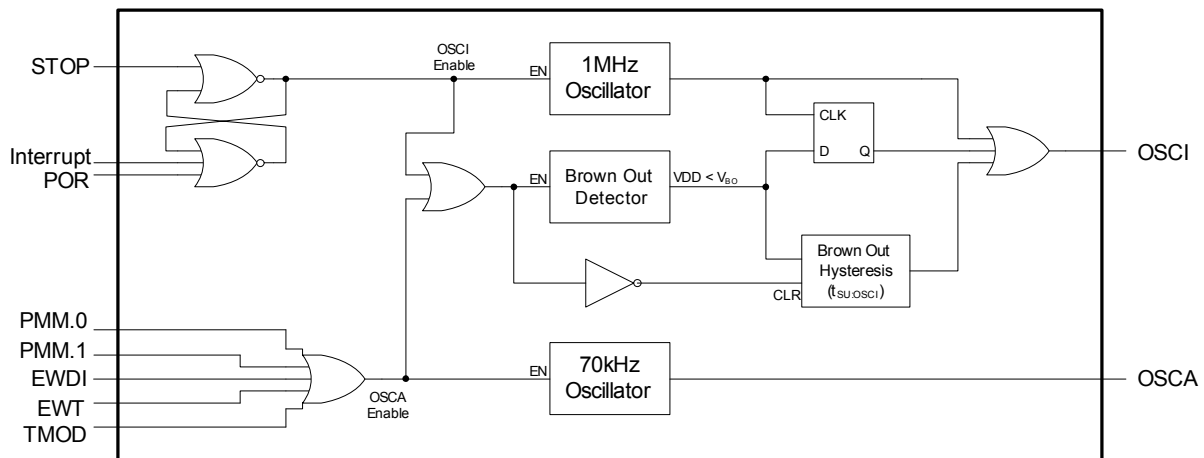 STOP
OSCI
Enable
EN
1MHz
Oscillator
CLK
D
Q
OSCI
Interrupt
POR
EN
Brown Out
Detector
VDD < VBO
Brown Out
Hysteresis
(tSU:OSCI)
CLR
PMM.0
PMM.1
EWDI
EWT
TMOD
OSCA
Enable
EN
70kHz
Oscillator
OSCA